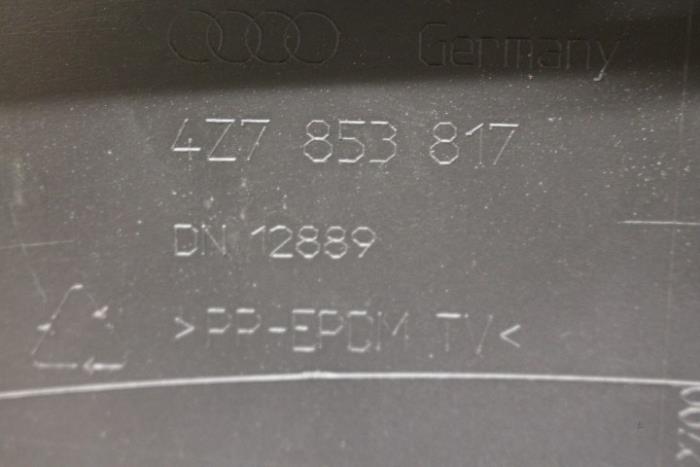 Germany
4Z7 853 817
DN 12889
>PP-EPDM TV<